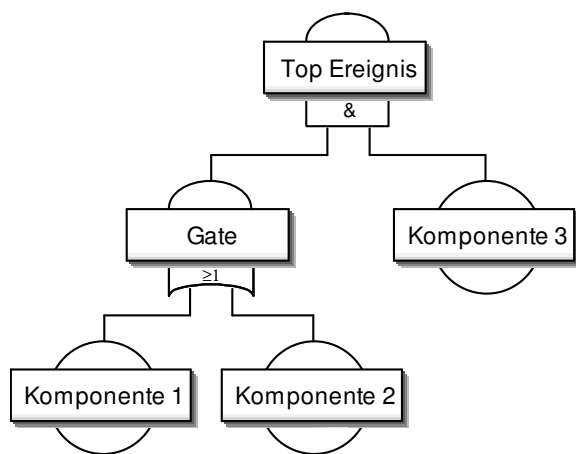 Top Ereignis
&
Gate
Komponente 3
≥1
Komponente 1
Komponente 2